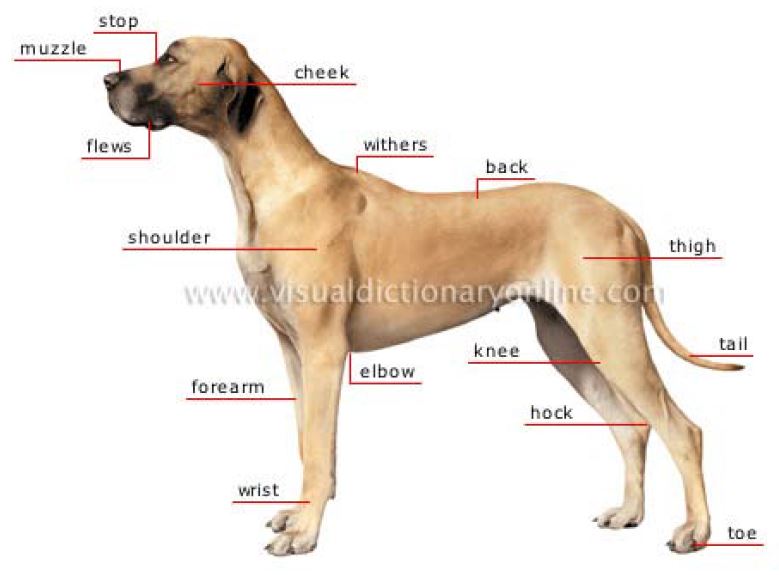 stop
muzzle
cheek
flews
withers
back
shoulder
thigh
www.visualdictionaryonline.com
tail
knee
elbow
forearm
hock
wrist
toe